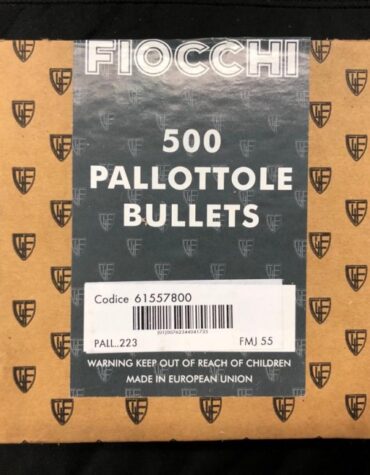 FIOCCHI
500
PALLOTTOLE
BULLETS
Codice 61557800
PALL..223 FMJ 55
WARNING KEEP OUT OF REACH OF CHILDREN
MADE IN EUROPEAN UNION